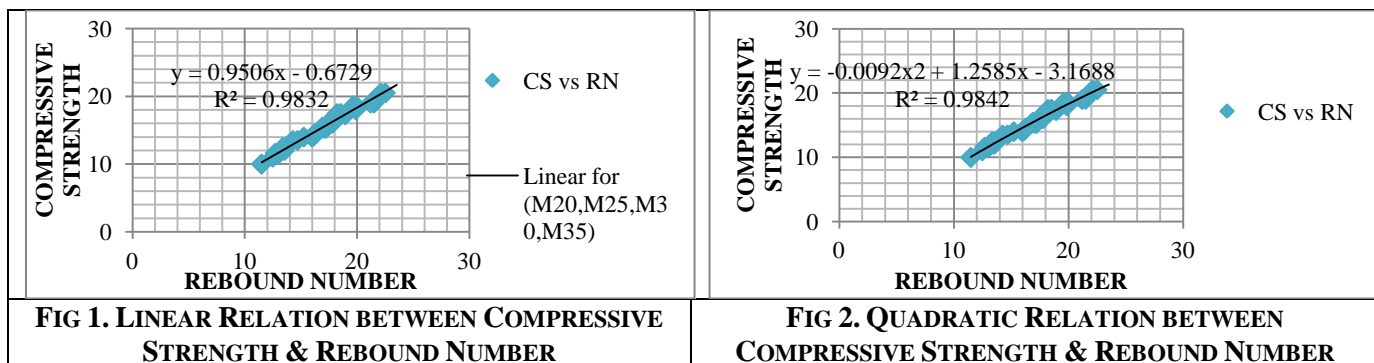 30
20
10
0
COMPRESSIVE
STRENGTH
y = 0.9506x - 0.6729
R² = 0.9832
CS vs RN
Linear for
(M20,M25,M3
0,M35)
0 10 20 30
REBOUND NUMBER
FIG 1. LINEAR RELATION BETWEEN COMPRESSIVE
STRENGTH & REBOUND NUMBER
30
20
10
0
COMPRESSIVE
STRENGTH
y = -0.0092x2 + 1.2585x - 3.1688
R² = 0.9842
CS vs RN
0 10 20 30
REBOUND NUMBER
FIG 2. QUADRATIC RELATION BETWEEN
COMPRESSIVE STRENGTH & REBOUND NUMBER